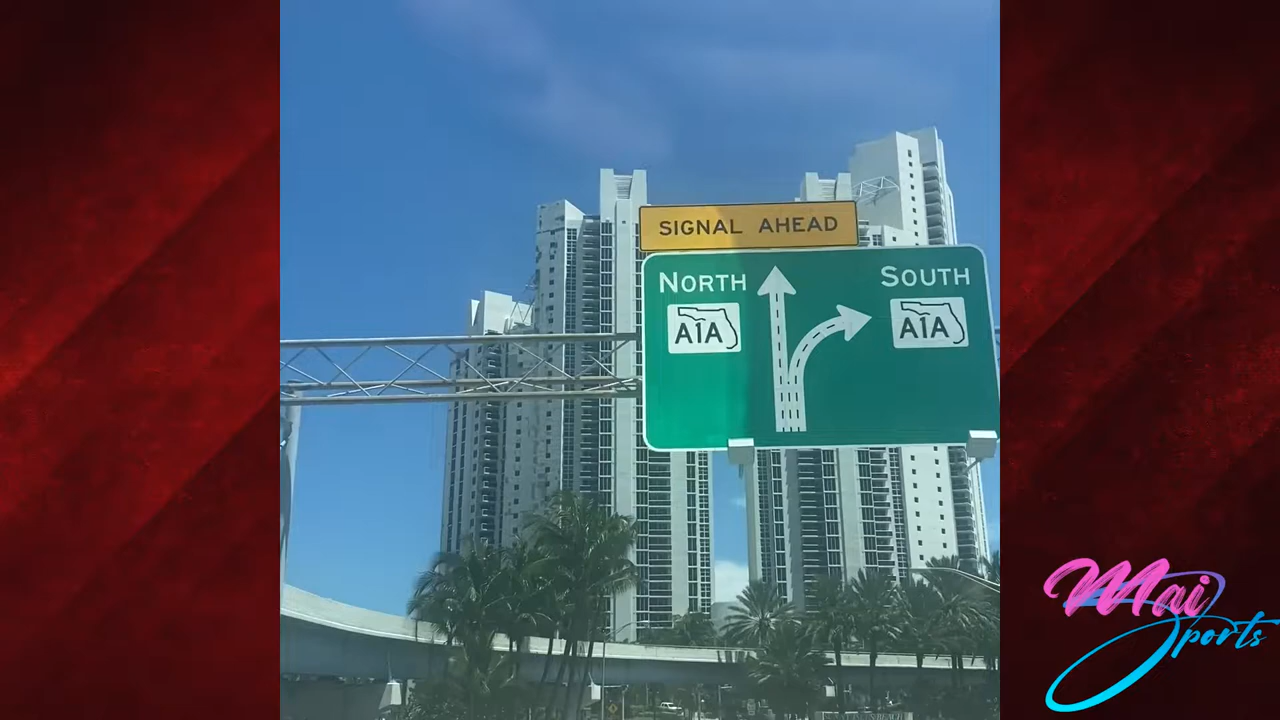 SIGNAL AHEAD
NORTH
SOUTH
A1A
A1A
Mai
Sports